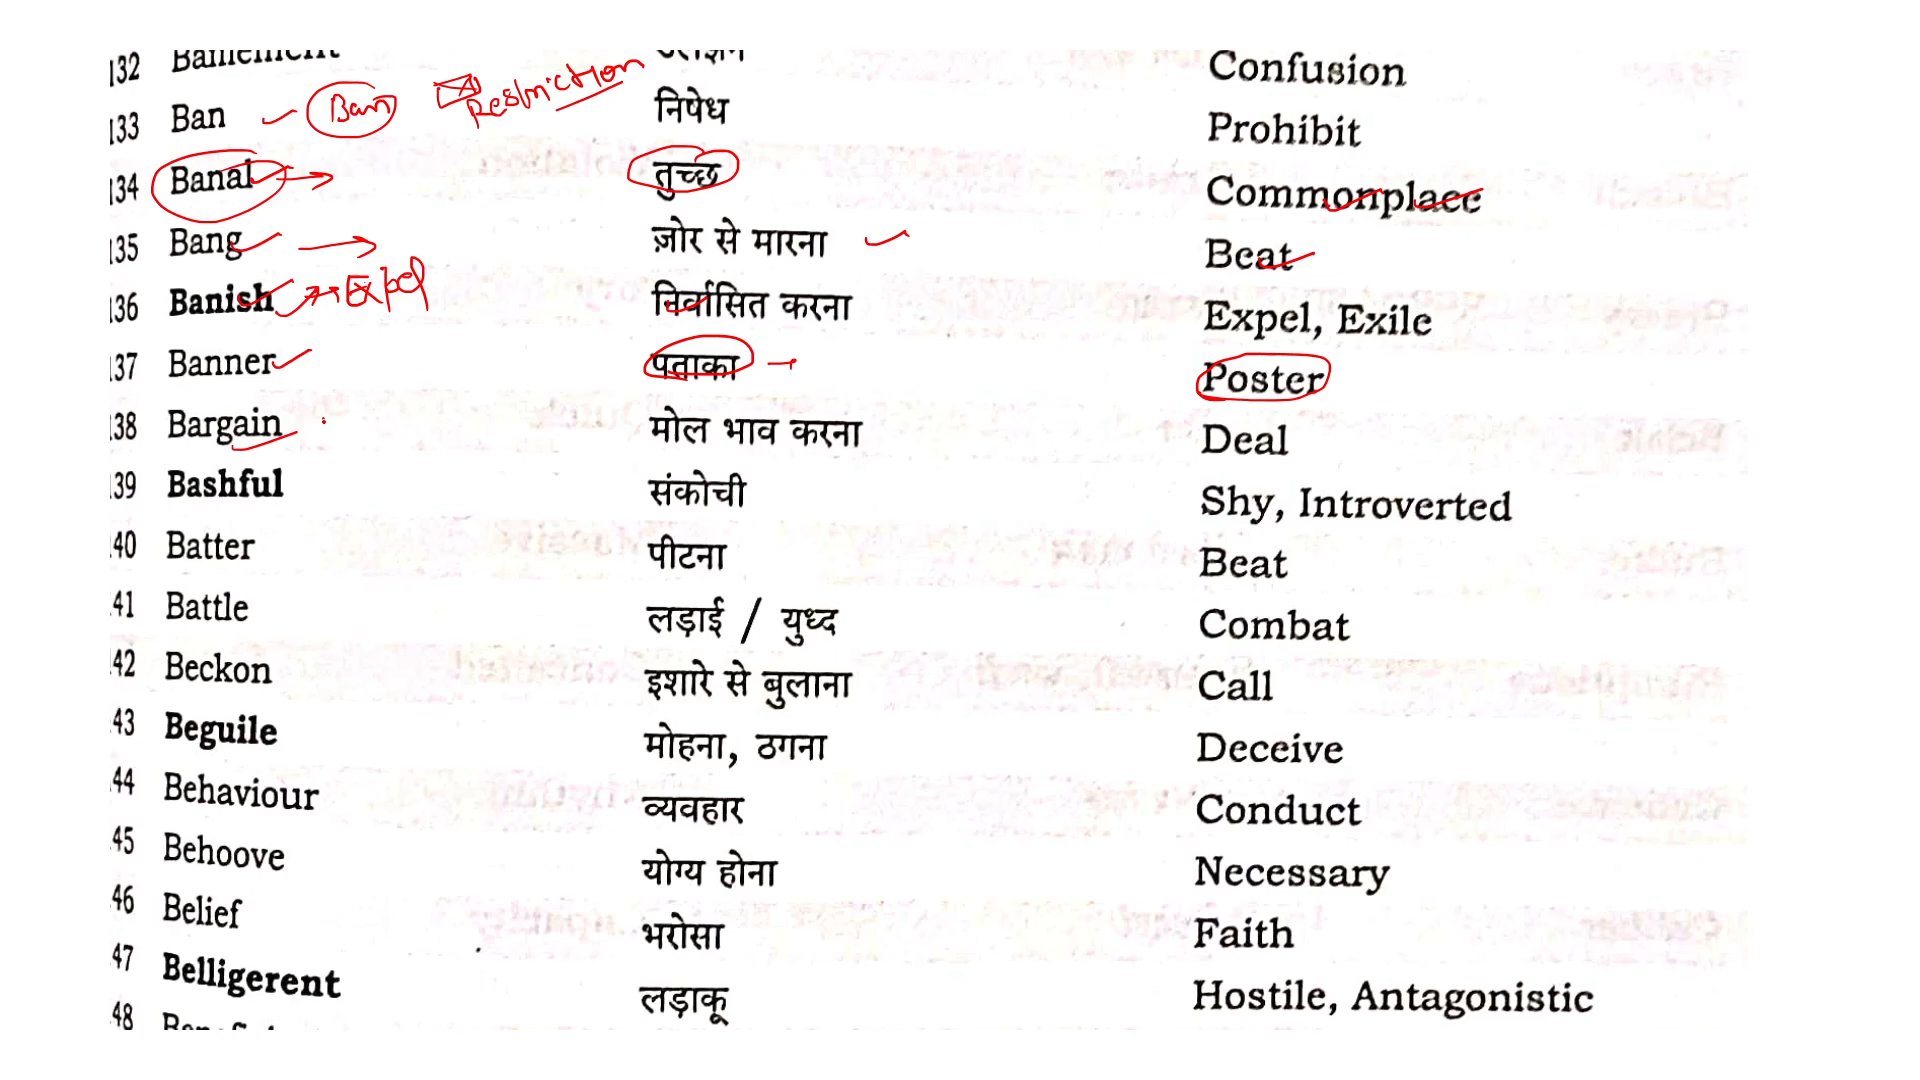 132 Bafflement उलझन Confusion
133 Ban Ban Restriction निषेध Prohibit
134 Banal तुच्छ Commonplace
135 Bang ज़ोर से मारना Beat
136 Banish Expel निर्वासित करना Expel, Exile
137 Banner पताका Poster
138 Bargain मोल भाव करना Deal
139 Bashful संकोची Shy, Introverted
40 Batter पीटना Beat
41 Battle लड़ाई / युध्द Combat
42 Beckon इशारे से बुलाना Call
43 Beguile मोहना, ठगना Deceive
44 Behaviour व्यवहार Conduct
45 Behoove योग्य होना Necessary
46 Belief भरोसा Faith
47 Belligerent लड़ाकू Hostile, Antagonistic
48